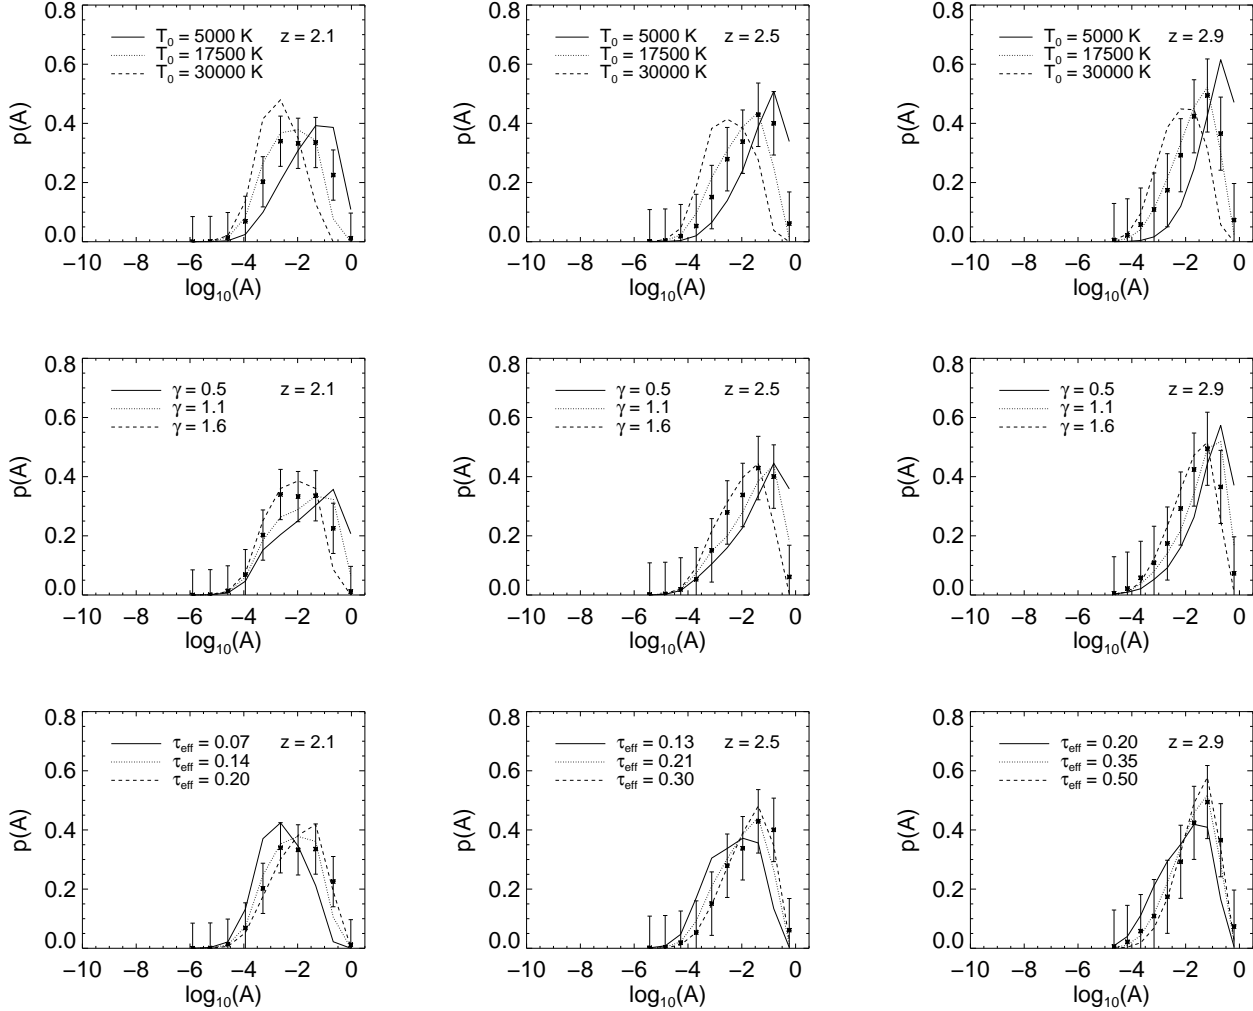 T₀ = 5000 K z = 2.1
T₀ = 17500 K
T₀ = 30000 K
p(A)
0.8
0.6
0.4
0.2
0.0
−10 −8 −6 −4 −2 0
log₁₀(A)
T₀ = 5000 K z = 2.5
T₀ = 17500 K
T₀ = 30000 K
p(A)
0.8
0.6
0.4
0.2
0.0
−10 −8 −6 −4 −2 0
log₁₀(A)
T₀ = 5000 K z = 2.9
T₀ = 17500 K
T₀ = 30000 K
p(A)
0.8
0.6
0.4
0.2
0.0
−10 −8 −6 −4 −2 0
log₁₀(A)
γ = 0.5 z = 2.1
γ = 1.1
γ = 1.6
p(A)
0.8
0.6
0.4
0.2
0.0
−10 −8 −6 −4 −2 0
log₁₀(A)
γ = 0.5 z = 2.5
γ = 1.1
γ = 1.6
p(A)
0.8
0.6
0.4
0.2
0.0
−10 −8 −6 −4 −2 0
log₁₀(A)
γ = 0.5 z = 2.9
γ = 1.1
γ = 1.6
p(A)
0.8
0.6
0.4
0.2
0.0
−10 −8 −6 −4 −2 0
log₁₀(A)
τeff = 0.07 z = 2.1
τeff = 0.14
τeff = 0.20
p(A)
0.8
0.6
0.4
0.2
0.0
−10 −8 −6 −4 −2 0
log₁₀(A)
τeff = 0.13 z = 2.5
τeff = 0.21
τeff = 0.30
p(A)
0.8
0.6
0.4
0.2
0.0
−10 −8 −6 −4 −2 0
log₁₀(A)
τeff = 0.20 z = 2.9
τeff = 0.35
τeff = 0.50
p(A)
0.8
0.6
0.4
0.2
0.0
−10 −8 −6 −4 −2 0
log₁₀(A)